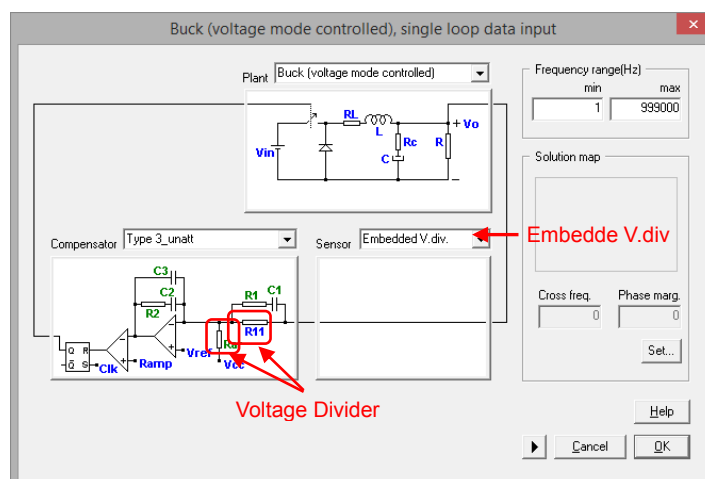 Buck (voltage mode controlled), single loop data input
Plant Buck (voltage mode controlled)
Frequency range(Hz)
min max
1 999000
RL
L
+ Vo
Rc
R
Vin
C
Solution map
Compensator Type 3_unatt
Sensor Embedded V.div.
Embedde V.div
C3
C2
R2
R1 C1
R11
Vref
Vcc
Q R
Q S
Clk
Ramp
Voltage Divider
Cross freq. Phase marg.
0 0
Set...
Help
Cancel OK